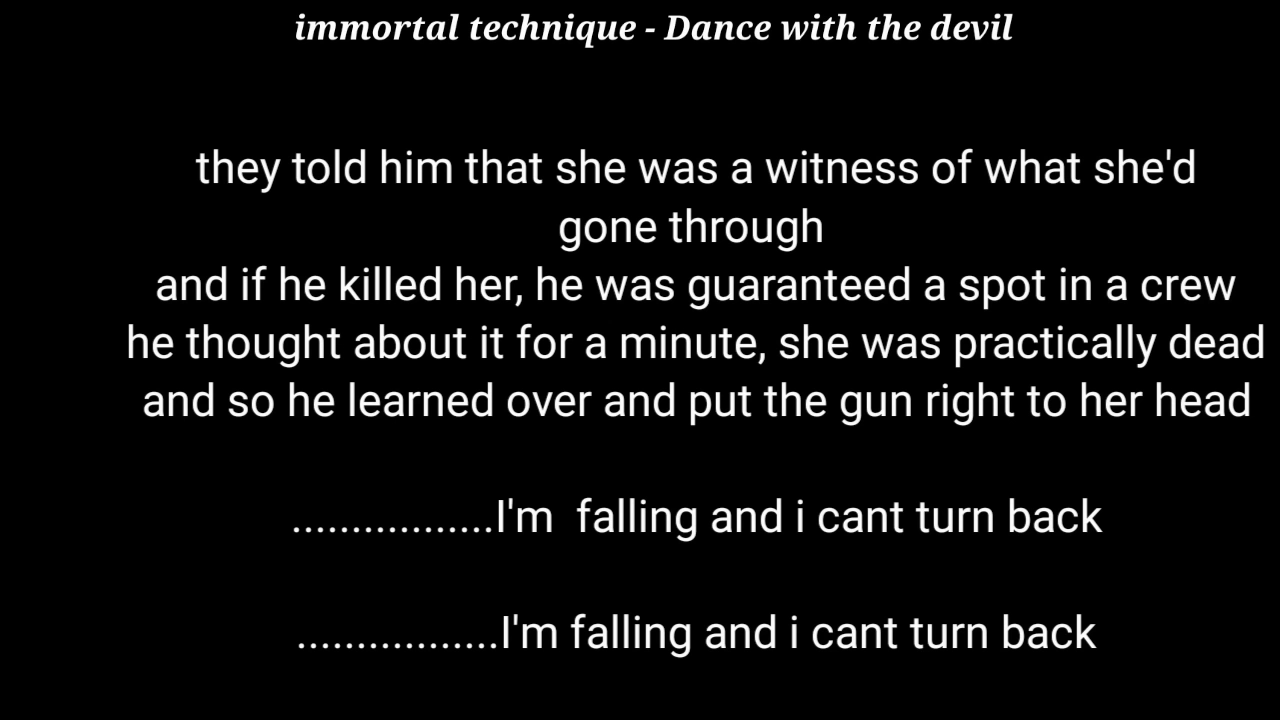 immortal technique - Dance with the devil
they told him that she was a witness of what she'd
gone through
and if he killed her, he was guaranteed a spot in a crew
he thought about it for a minute, she was practically dead
and so he learned over and put the gun right to her head
.................I'm  falling and i cant turn back
.................I'm falling and i cant turn back